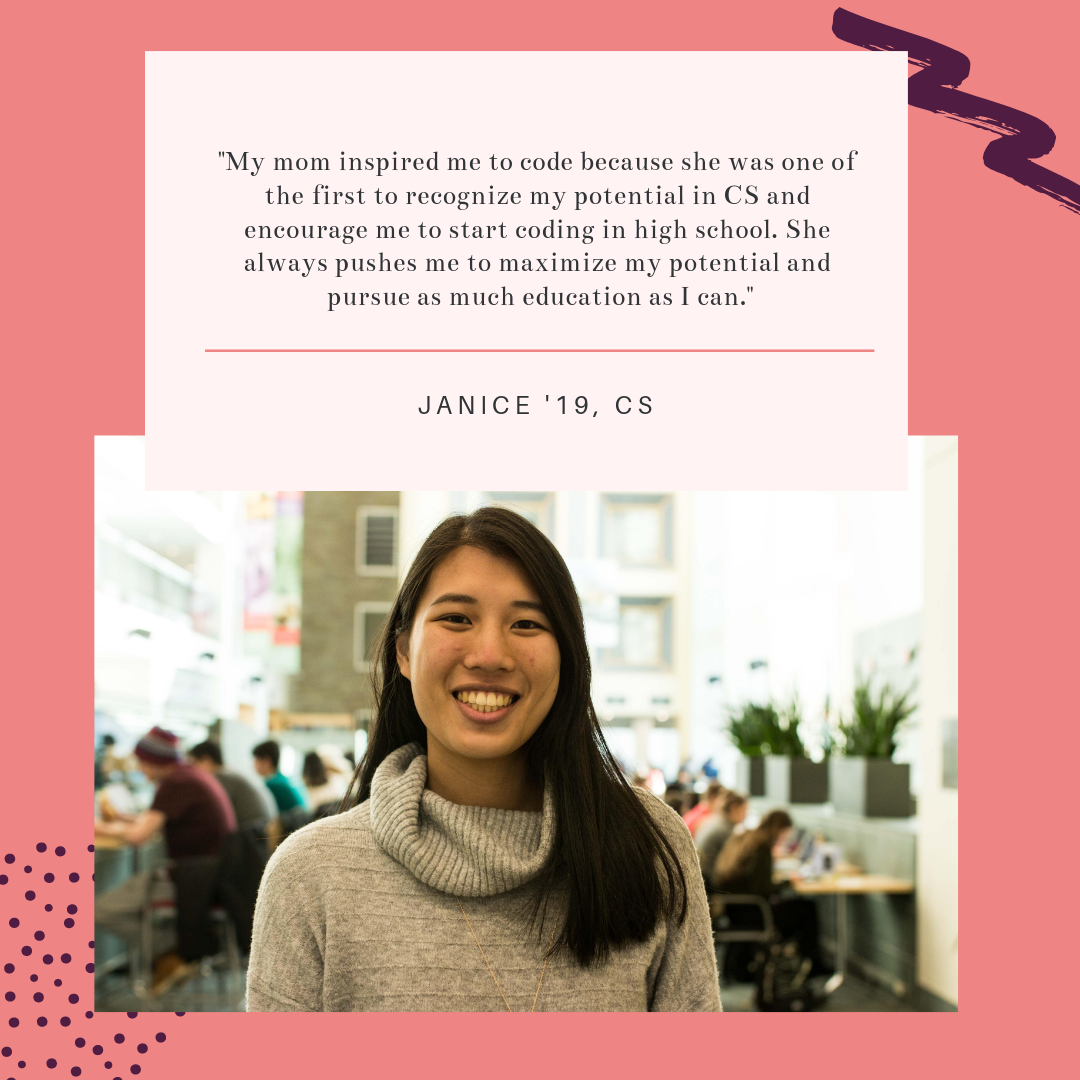 "My mom inspired me to code because she was one of
the first to recognize my potential in CS and
encourage me to start coding in high school. She
always pushes me to maximize my potential and
pursue as much education as I can."
JANICE '19, CS